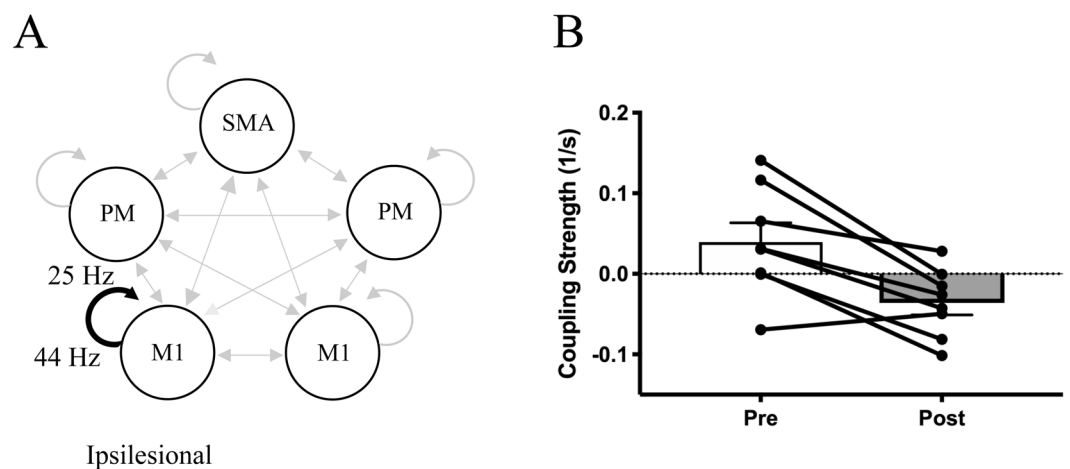 A
SMA
PM
PM
25 Hz
44 Hz
M1
M1
Ipsilesional
B
Coupling Strength (1/s)
0.2
0.1
0.0
-0.1
Pre
Post